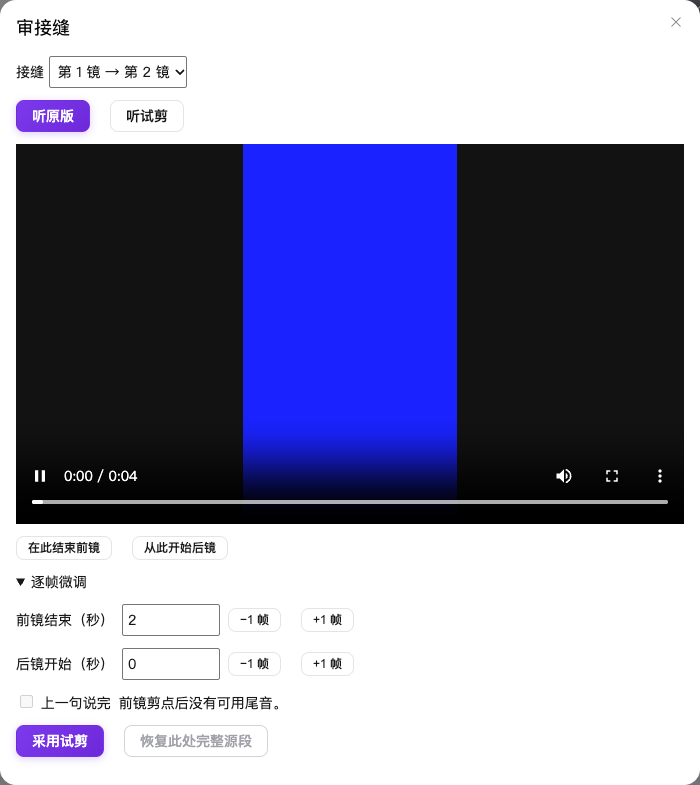 审接缝
接缝 第 1 镜 → 第 2 镜
听原版 听试剪
0:00 / 0:04
在此结束前镜 从此开始后镜
▼ 逐帧微调
前镜结束（秒） 2 −1 帧 +1 帧
后镜开始（秒） 0 −1 帧 +1 帧
上一句说完 前镜剪点后没有可用尾音。
采用试剪 恢复此处完整源段